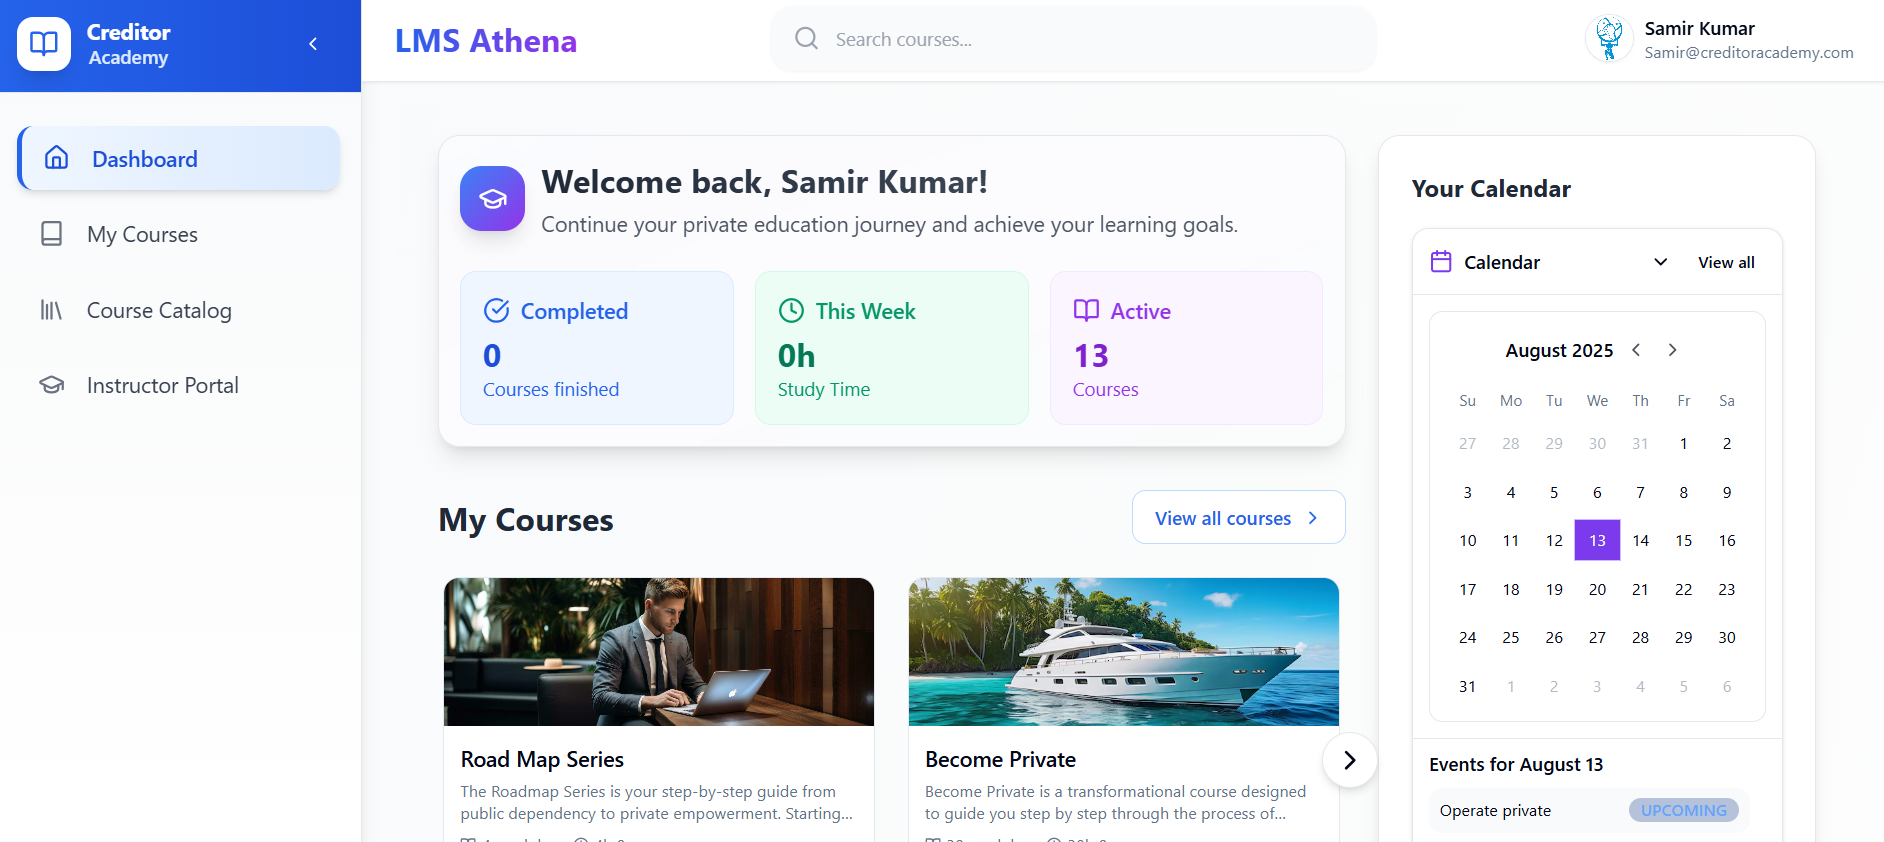 Creditor
Academy
LMS Athena
Search courses...
Samir Kumar
Samir@creditoracademy.com
Dashboard
My Courses
Course Catalog
Instructor Portal
Welcome back, Samir Kumar!
Continue your private education journey and achieve your learning goals.
Completed
0
Courses finished
This Week
0h
Study Time
Active
13
Courses
My Courses
View all courses
Road Map Series
The Roadmap Series is your step-by-step guide from
public dependency to private empowerment. Starting...
Become Private
Become Private is a transformational course designed
to guide you step by step through the process of...
Your Calendar
Calendar
View all
August 2025
Su Mo Tu We Th Fr Sa
27 28 29 30 31 1 2
3 4 5 6 7 8 9
10 11 12 13 14 15 16
17 18 19 20 21 22 23
24 25 26 27 28 29 30
31 1 2 3 4 5 6
Events for August 13
Operate private
UPCOMING